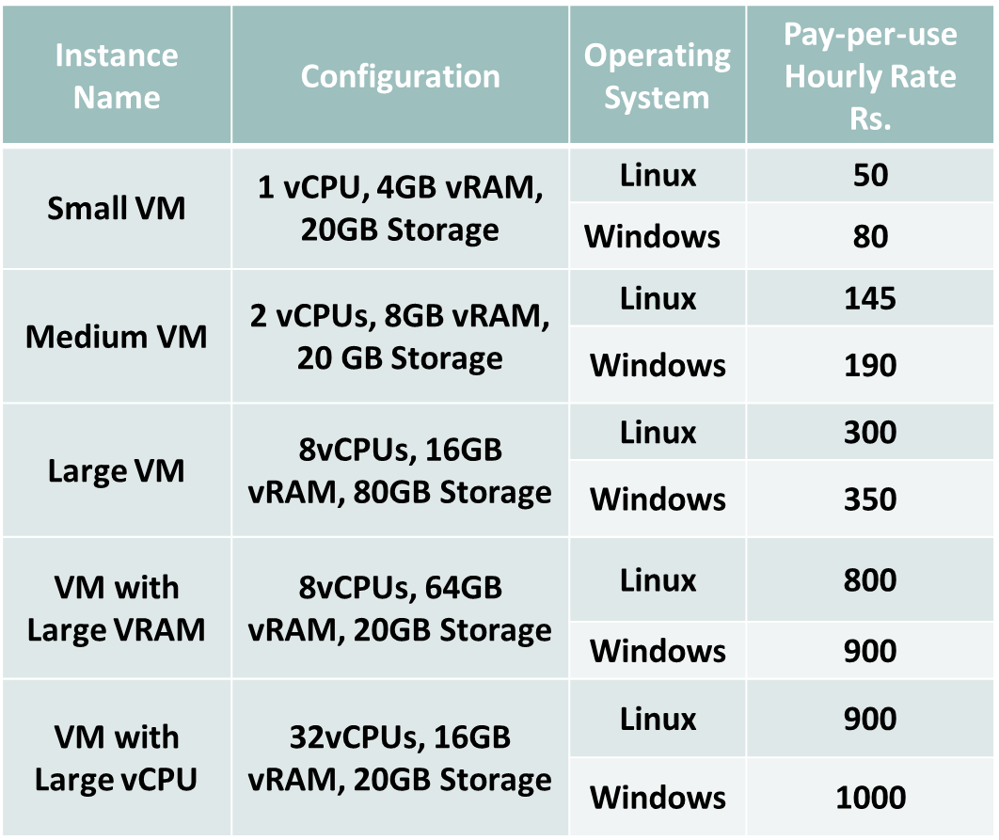 Instance
Name
Configuration
Operating
System
Pay-per-use
Hourly Rate
Rs.
Small VM
1 vCPU, 4GB vRAM,
20GB Storage
Linux
50
Windows
80
Medium VM
2 vCPUs, 8GB vRAM,
20 GB Storage
Linux
145
Windows
190
Large VM
8vCPUs, 16GB
vRAM, 80GB Storage
Linux
300
Windows
350
VM with
Large VRAM
8vCPUs, 64GB
vRAM, 20GB Storage
Linux
800
Windows
900
VM with
Large vCPU
32vCPUs, 16GB
vRAM, 20GB Storage
Linux
900
Windows
1000